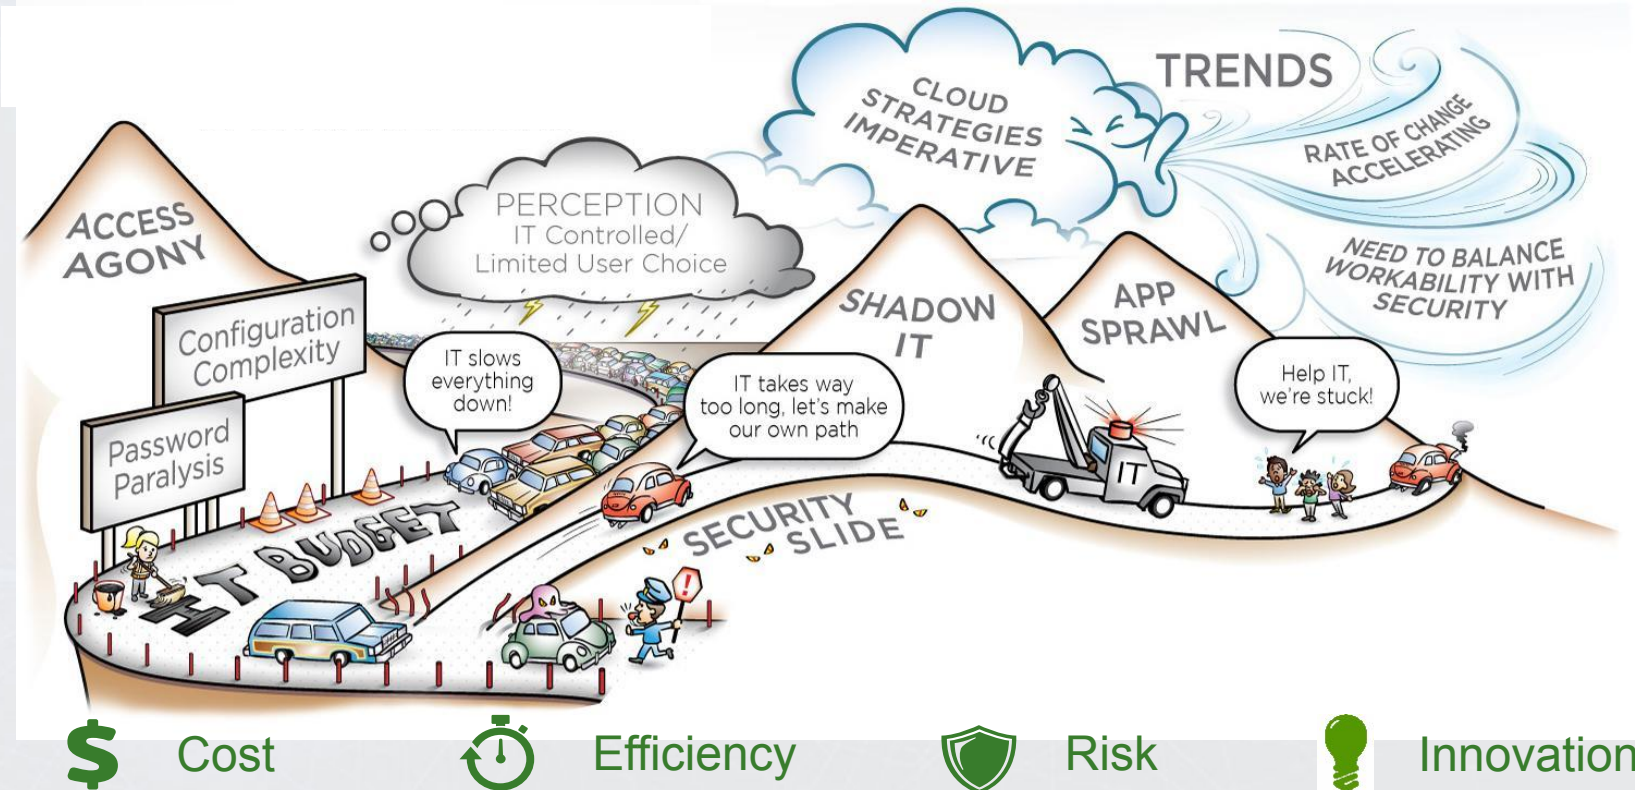 TRENDS
CLOUD
STRATEGIES
IMPERATIVE
RATE OF CHANGE
ACCELERATING
NEED TO BALANCE
WORKABILITY WITH
SECURITY
ACCESS
AGONY
PERCEPTION
IT Controlled/
Limited User Choice
SHADOW
IT
APP
SPRAWL
Configuration
Complexity
Password
Paralysis
IT slows
everything
down!
IT takes way
too long, let's make
our own path
Help IT,
we're stuck!
IT
IT BUDGET
SECURITY
SLIDE
!
$ Cost
Efficiency
Risk
Innovation